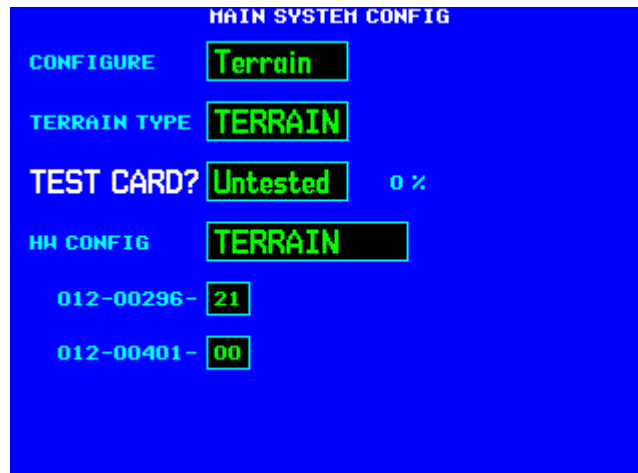 MAIN SYSTEM CONFIG
CONFIGURE Terrain
TERRAIN TYPE TERRAIN
TEST CARD? Untested 0 %
HW CONFIG TERRAIN
012-00296- 21
012-00401- 00